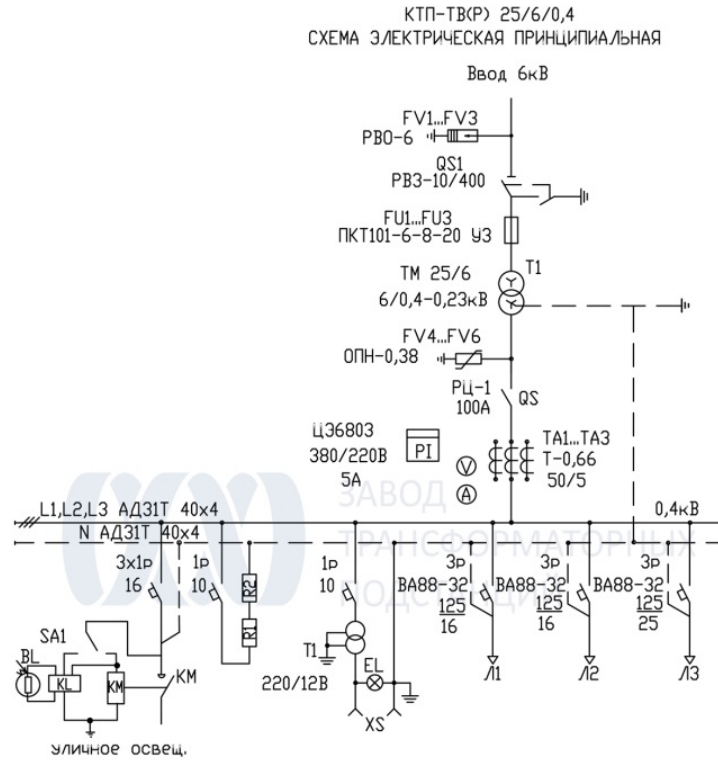 КТП-ТВ(Р) 25/6/0,4
СХЕМА ЭЛЕКТРИЧЕСКАЯ ПРИНЦИПИАЛЬНАЯ
Ввод 6кВ
FV1...FV3
РВО-6
QS1
РВЗ-10/400
FU1...FU3
ПКТ101-6-8-20 У3
ТМ 25/6
T1
6/0,4-0,23кВ
FV4...FV6
ОПН-0,38
РЦ-1
100А
QS
ЦЭ6803
380/220В
5А
PI
V
A
ТА1...ТА3
Т-0,66
50/5
ЗАВОД
ТРАНСФОРМАТОРНЫХ
ПОДСТАНЦИЙ
L1,L2,L3 АД31Т 40х4
0,4кВ
N АД31Т 40х4
3х1р
16
1р
10
R2
R1
1р
10
3р
ВА88-32
125
16
3р
ВА88-32
125
16
3р
ВА88-32
125
25
SA1
BL
KL
KM
KM
T1
220/12В
EL
XS
Л1
Л2
Л3
уличное освещ.